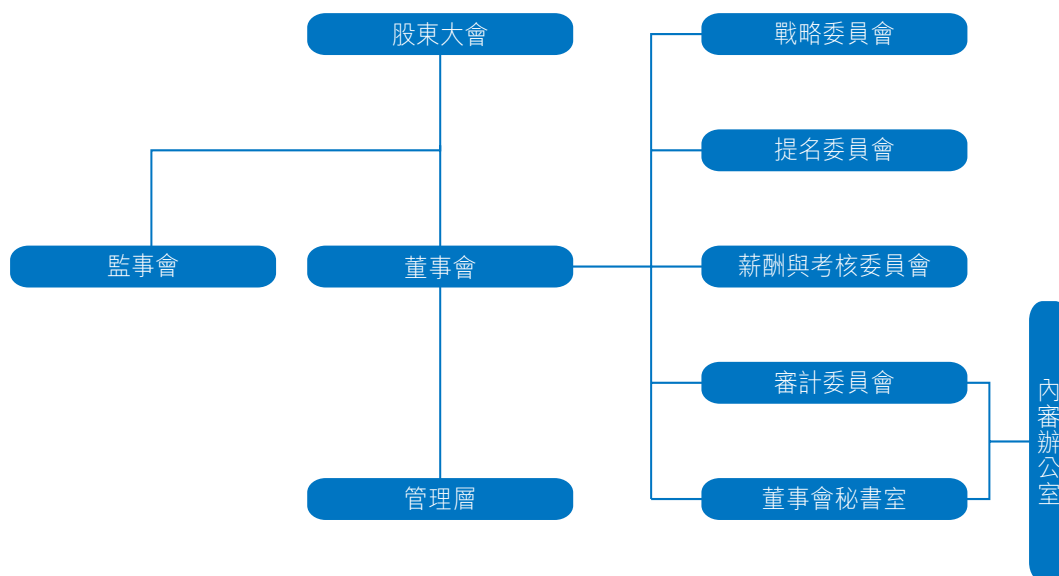 股東大會
戰略委員會
提名委員會
監事會
董事會
薪酬與考核委員會
審計委員會
內審辦公室
管理層
董事會秘書室